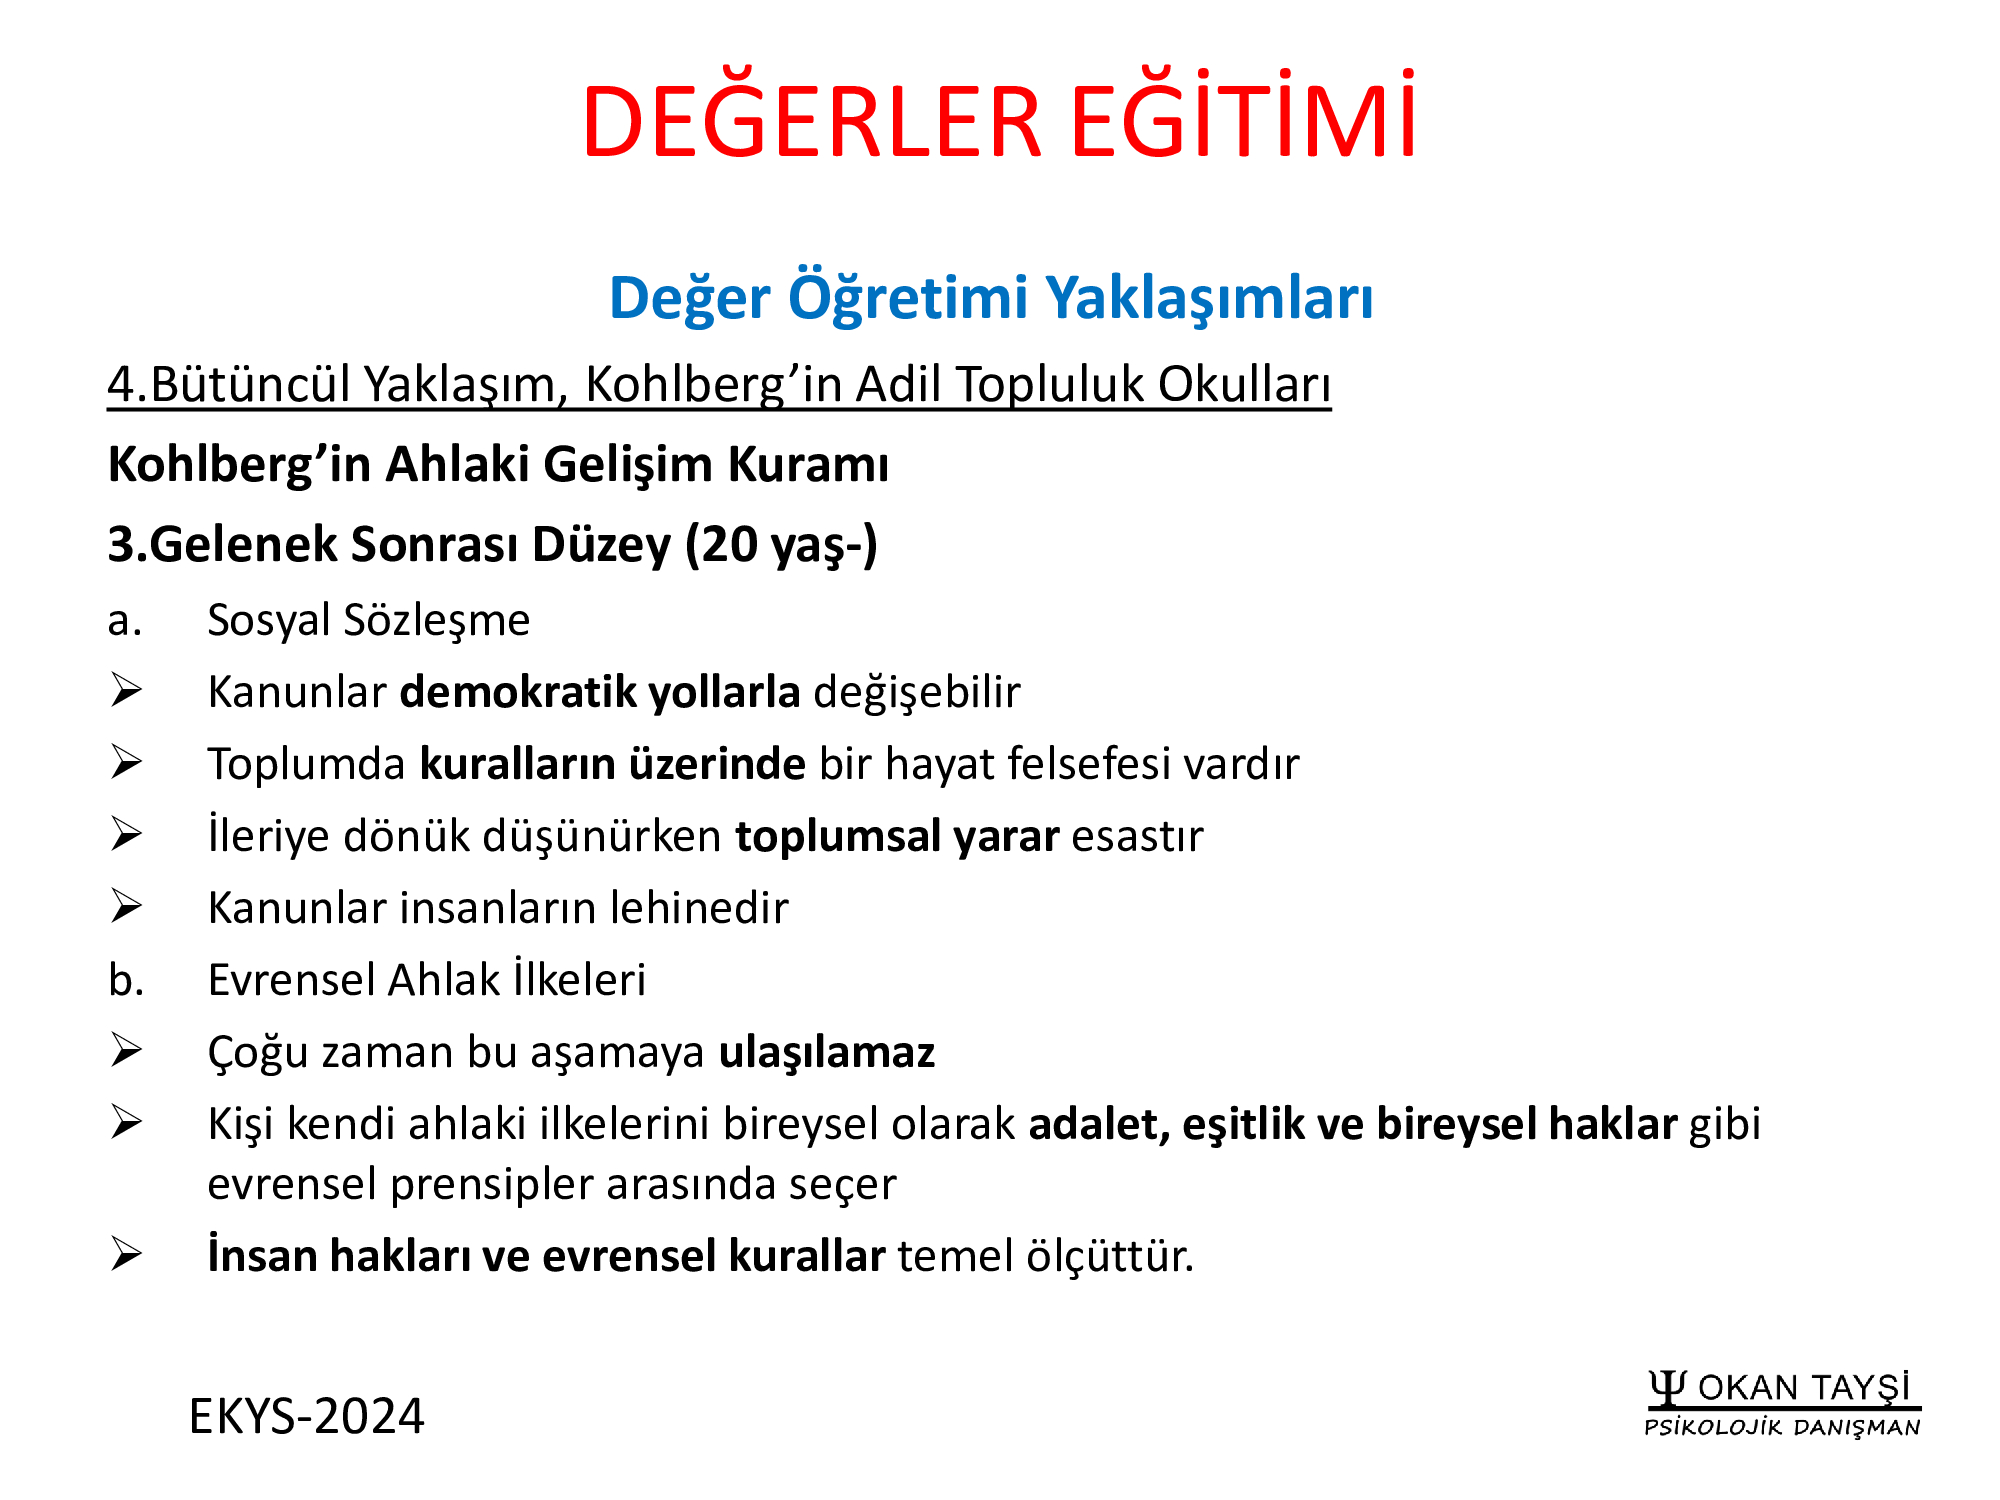 DEĞERLER EĞİTİMİ
Değer Öğretimi Yaklaşımları
4.Bütüncül Yaklaşım, Kohlberg’in Adil Topluluk Okulları
Kohlberg’in Ahlaki Gelişim Kuramı
3.Gelenek Sonrası Düzey (20 yaş-)
a. Sosyal Sözleşme
➢ Kanunlar demokratik yollarla değişebilir
➢ Toplumda kuralların üzerinde bir hayat felsefesi vardır
➢ İleriye dönük düşünürken toplumsal yarar esastır
➢ Kanunlar insanların lehinedir
b. Evrensel Ahlak İlkeleri
➢ Çoğu zaman bu aşamaya ulaşılamaz
➢ Kişi kendi ahlaki ilkelerini bireysel olarak adalet, eşitlik ve bireysel haklar gibi
evrensel prensipler arasında seçer
➢ İnsan hakları ve evrensel kurallar temel ölçüttür.
EKYS-2024
Ψ OKAN TAYŞİ
PSİKOLOJİK DANIŞMAN